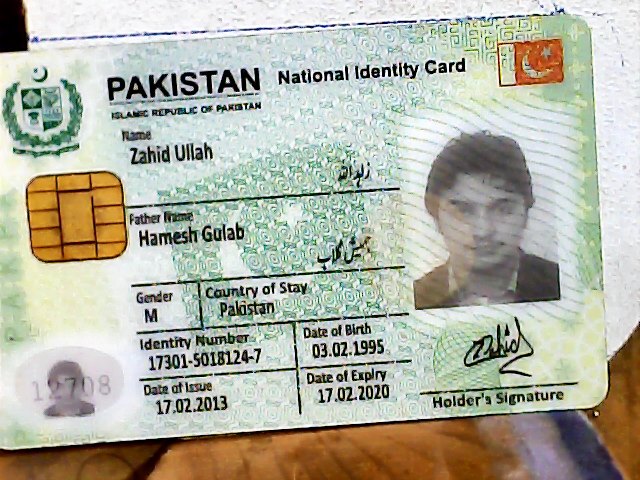 PAKISTAN National Identity Card
ISLAMIC REPUBLIC OF PAKISTAN
Name
Zahid Ullah
زاہد اللہ
Father Name
Hamesh Gulab
ہمیش گلاب
Gender
M
Country of Stay
Pakistan
Identity Number
17301-5018124-7
Date of Birth
03.02.1995
Date of Issue
17.02.2013
Date of Expiry
17.02.2020
Zahid
Holder's Signature